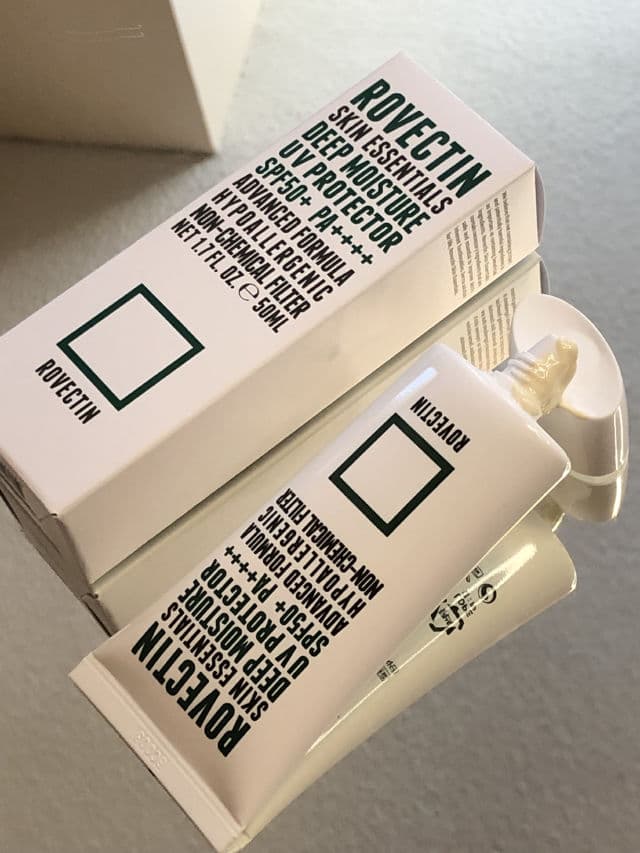 ROVECTIN
SKIN ESSENTIALS
DEEP MOISTURE
UV PROTECTOR
SPF50+ PA++++
ADVANCED FORMULA
HYPOALLERGENIC
NON-CHEMICAL FILTER
NET 1.7 FL. OZ. ℮ 50ML
ROVECTIN
ROVECTIN
SKIN ESSENTIALS
DEEP MOISTURE
UV PROTECTOR
SPF50+ PA++++
ADVANCED FORMULA
HYPOALLERGENIC
NON-CHEMICAL FILTER
ROVECTIN